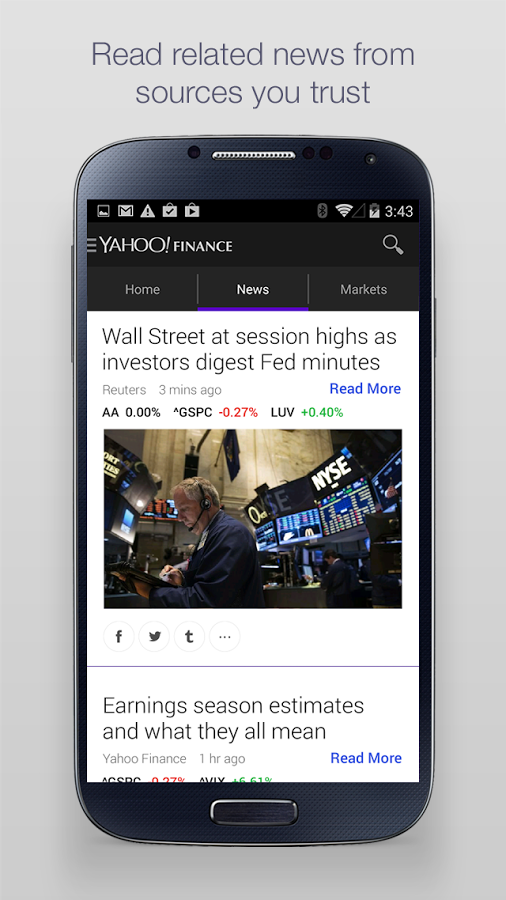 Read related news from
sources you trust
3:43
YAHOO! FINANCE
Home News Markets
Wall Street at session highs as
investors digest Fed minutes
Reuters 3 mins ago Read More
AA 0.00% ^GSPC -0.27% LUV +0.40%
NYSE
Earnings season estimates
and what they all mean
Yahoo Finance 1 hr ago Read More
^GSPC -0.27% ^VIX +6.61%